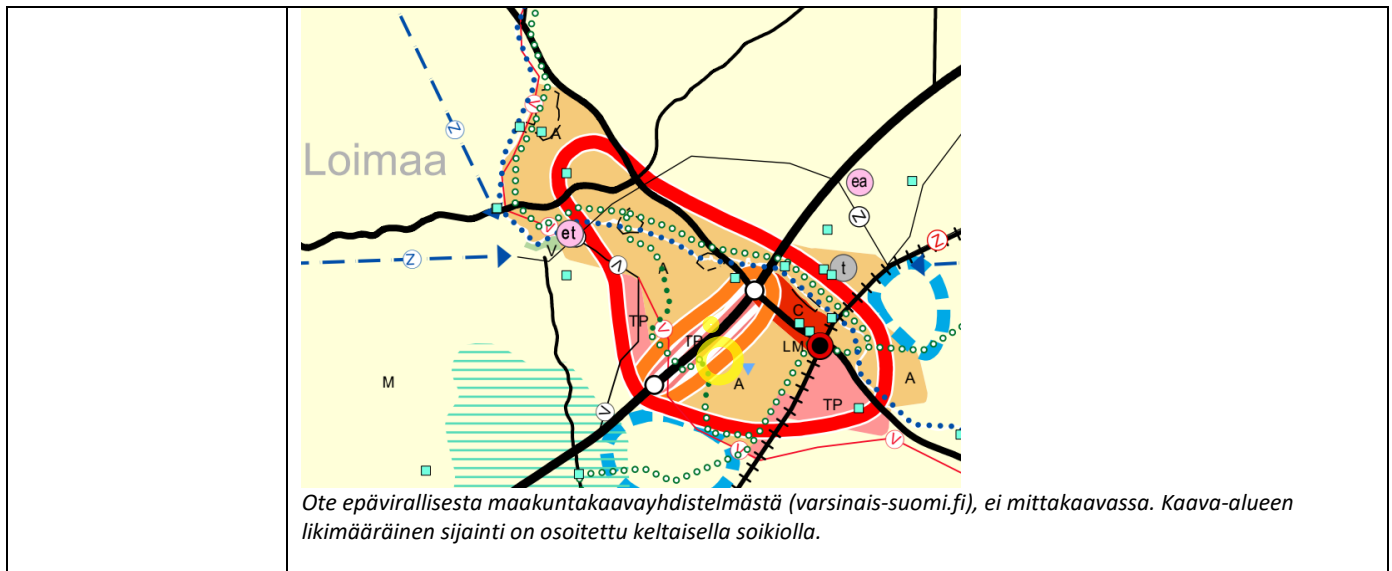 Z
V
A
Loimaa
ea
Z
V
et
V
Z
Z
V
A
t
TP
V
TP
C
LM
A
A
M
TP
V
V
V
Ote epävirallisesta maakuntakaavayhdistelmästä (varsinais-suomi.fi), ei mittakaavassa. Kaava-alueen
likimääräinen sijainti on osoitettu keltaisella soikiolla.